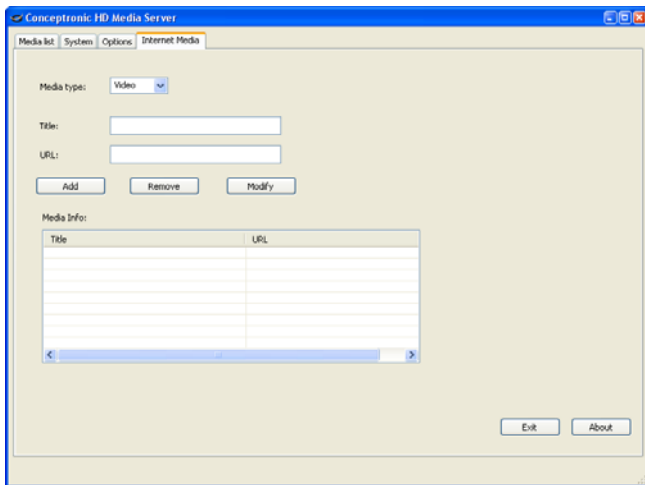 Conceptronic HD Media Server
Media list System Options Internet Media
Media type: Video
Title:
URL:
Add Remove Modify
Media Info:
Title URL
Exit About